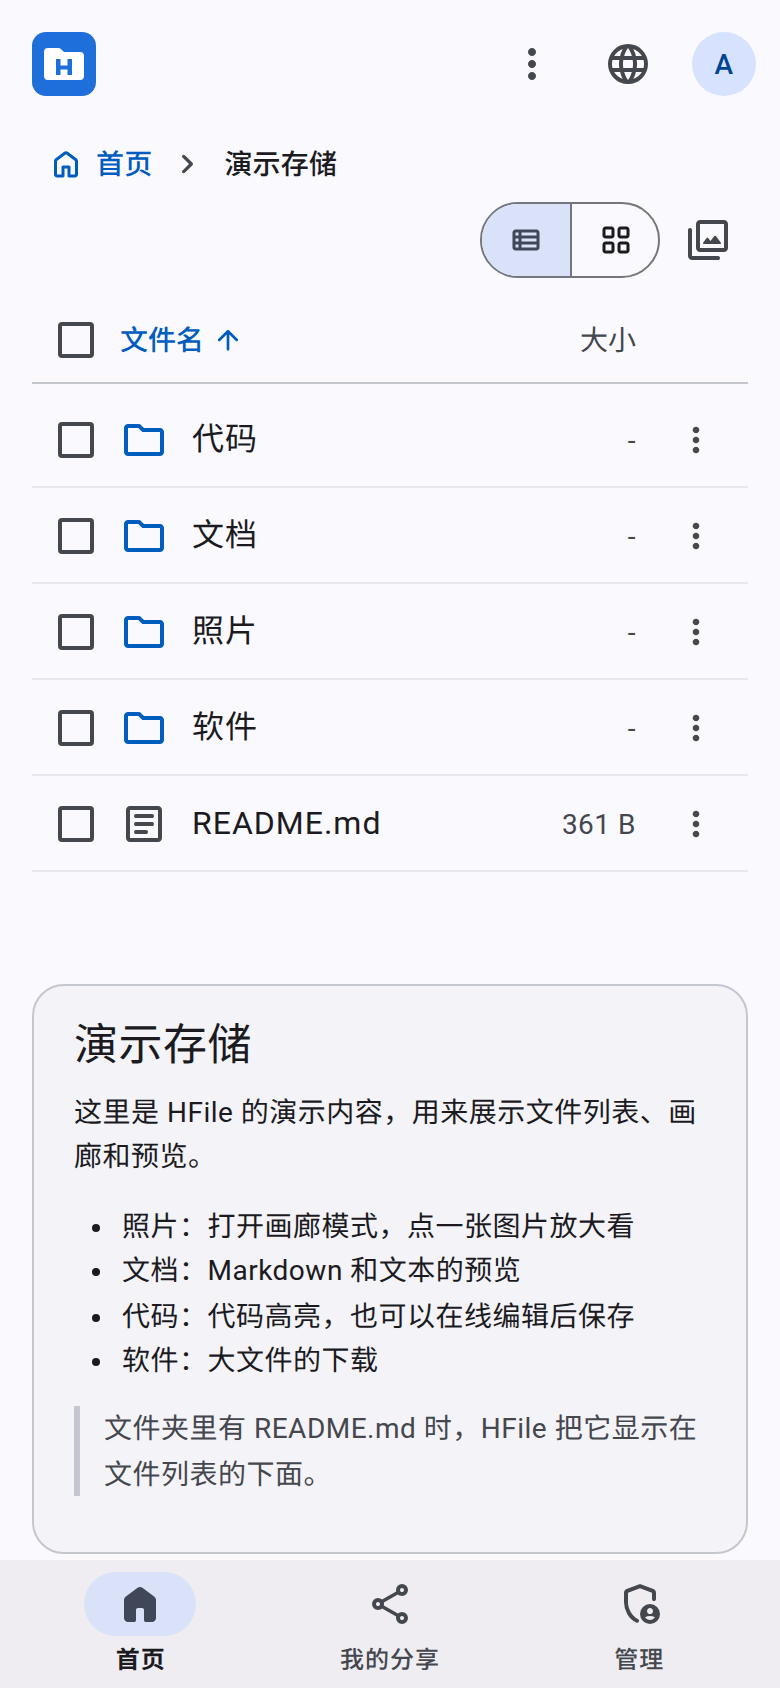 H
A
首页
演示存储
文件名
大小
代码 -
文档 -
照片 -
软件 -
README.md 361 B
演示存储
这里是 HFile 的演示内容，用来展示文件列表、画
廊和预览。
• 照片：打开画廊模式，点一张图片放大看
• 文档：Markdown 和文本的预览
• 代码：代码高亮，也可以在线编辑后保存
• 软件：大文件的下载
文件夹里有 README.md 时，HFile 把它显示在
文件列表的下面。
首页
我的分享
管理